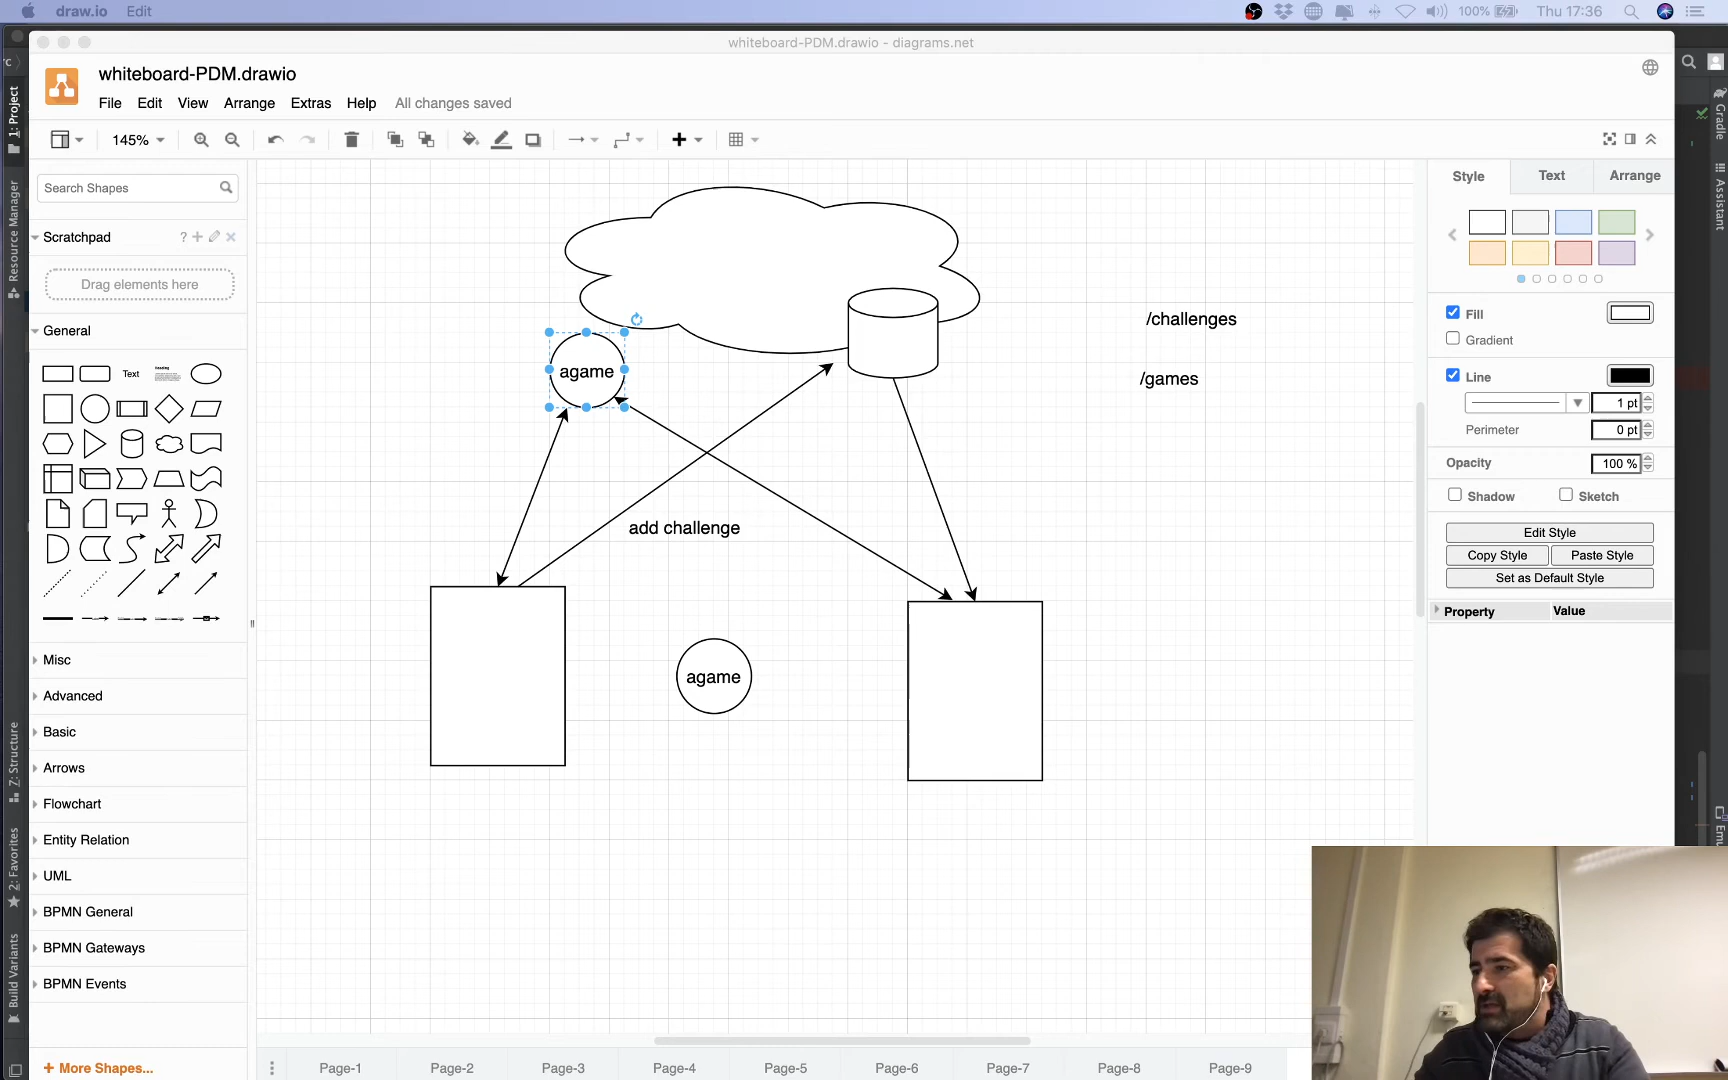 draw.io Edit
100% Thu 17:36
whiteboard-PDM.drawio - diagrams.net
whiteboard-PDM.drawio
File Edit View Arrange Extras Help All changes saved
145%
Search Shapes
Scratchpad
?
Drag elements here
General
Text
Heading
Misc
Advanced
Basic
Arrows
Flowchart
Entity Relation
UML
BPMN General
BPMN Gateways
BPMN Events
+ More Shapes...
1: Project
Resource Manager
Z: Structure
2: Favorites
Build Variants
agame
/challenges
/games
add challenge
agame
Page-1 Page-2 Page-3 Page-4 Page-5 Page-6 Page-7 Page-8 Page-9
Style Text Arrange
Fill
Gradient
Line
1 pt
Perimeter 0 pt
Opacity 100 %
Shadow Sketch
Edit Style
Copy Style Paste Style
Set as Default Style
Property Value
Gradle
Assistant
Emu